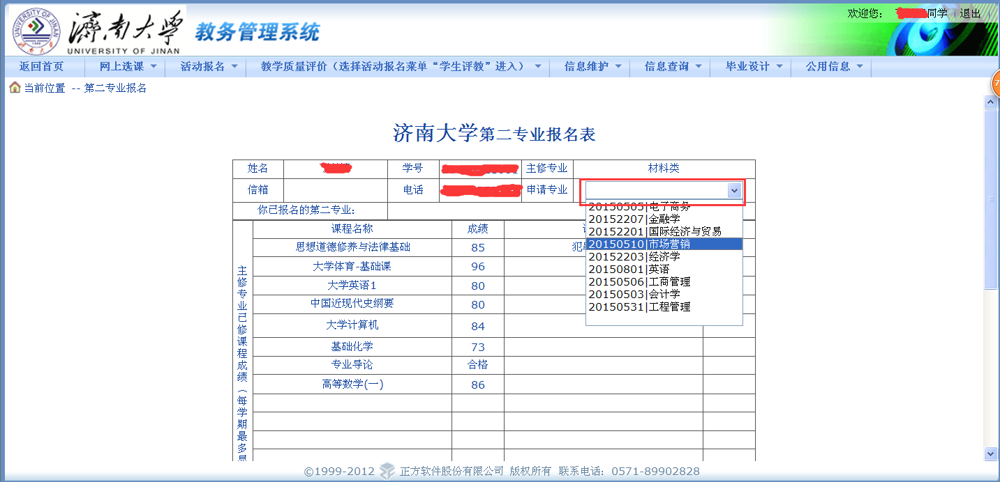 濟南大學 教务管理系统
UNIVERSITY OF JINAN
欢迎您： 同学 | 退出 |
返回首页 网上选课 活动报名 教学质量评价（选择活动报名菜单“学生评教”进入） 信息维护 信息查询 毕业设计 公用信息
当前位置 -- 第二专业报名
7
济南大学第二专业报名表
姓名 学号 主修专业 材料类
信箱 电话 申请专业
你已报名的第二专业：
20150505|电子商务
20152207|金融学
20152201|国际经济与贸易
20150510|市场营销
20152203|经济学
20150801|英语
20150506|工商管理
20150503|会计学
20150531|工程管理
主修专业已修课程成绩（每学期最多显
课程名称 成绩
思想道德修养与法律基础 85
大学体育-基础课 96
大学英语1 80
中国近现代史纲要 80
大学计算机 84
基础化学 73
专业导论 合格
高等数学(一) 86
©1999-2012 正方软件股份有限公司 版权所有 联系电话：0571-89902828